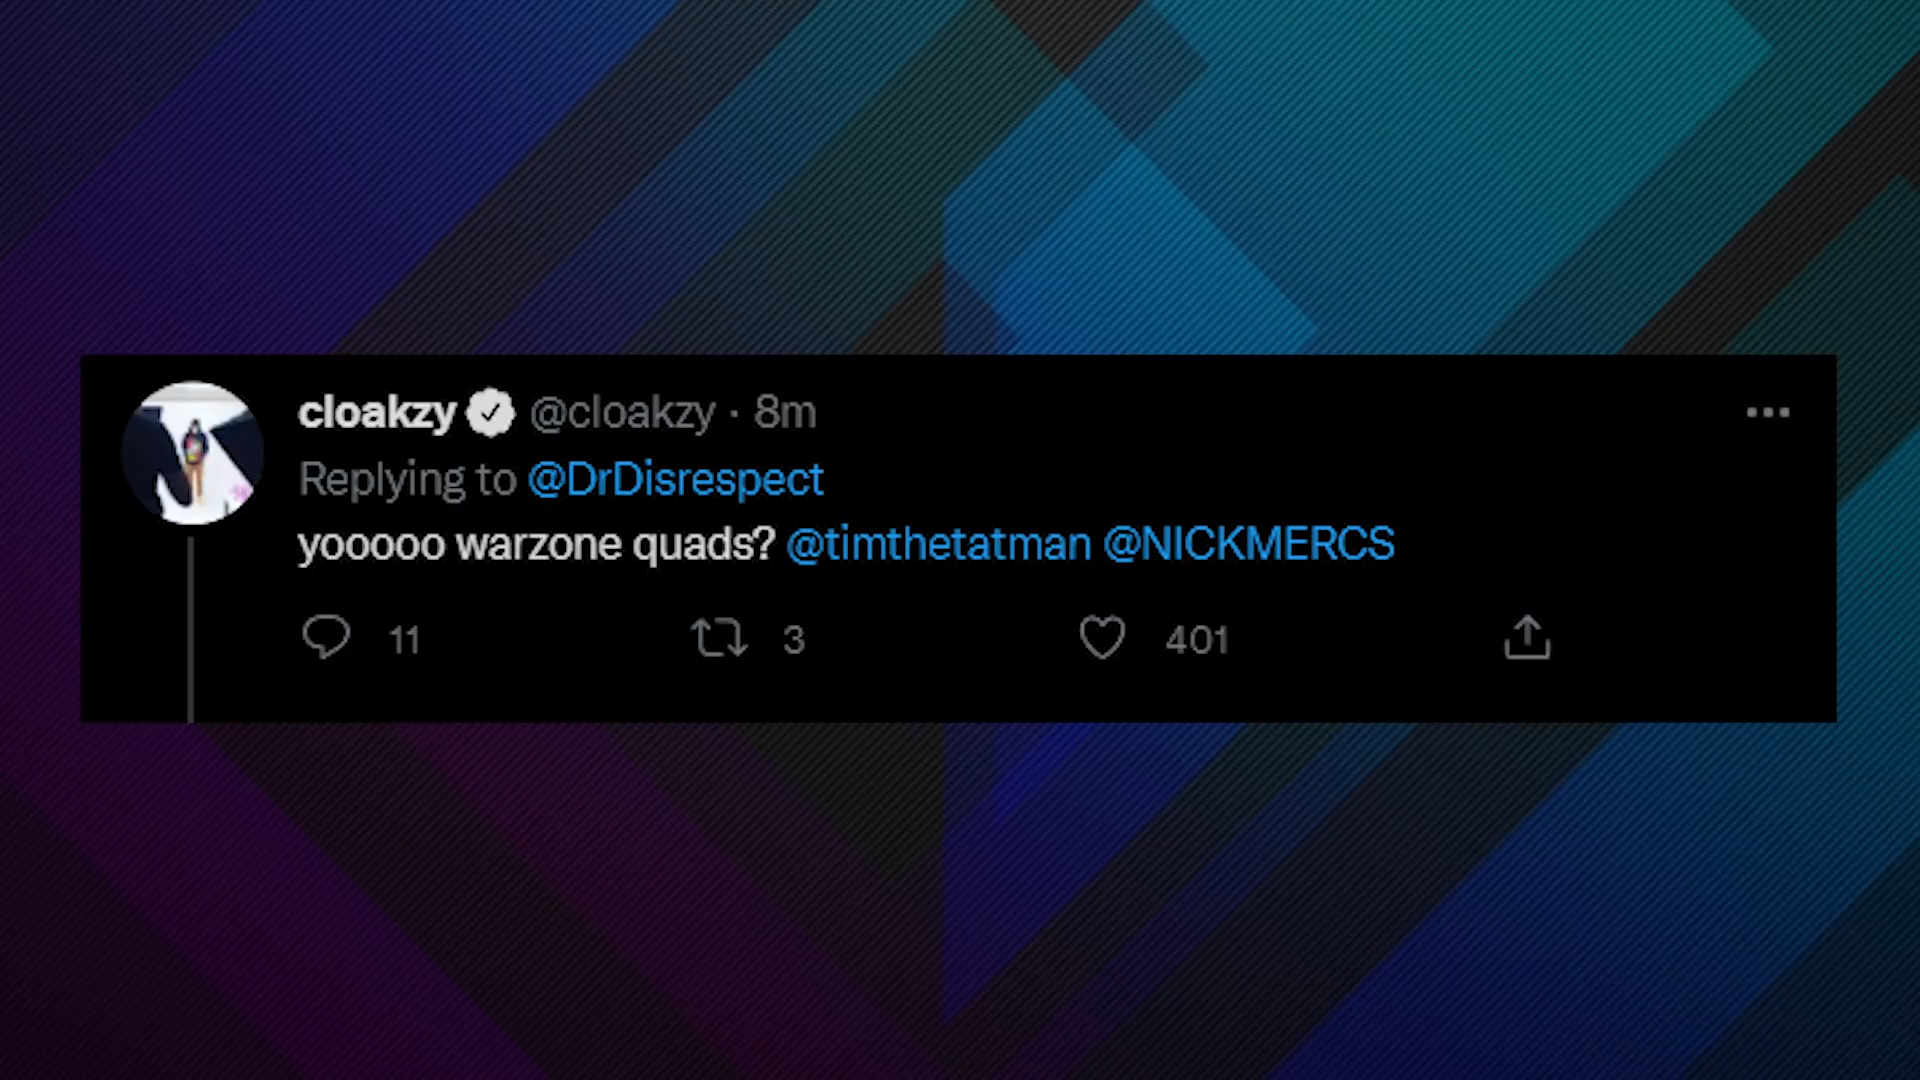 cloakzy @cloakzy · 8m
Replying to @DrDisrespect
yooooo warzone quads? @timthetatman @NICKMERCS
11 3 401